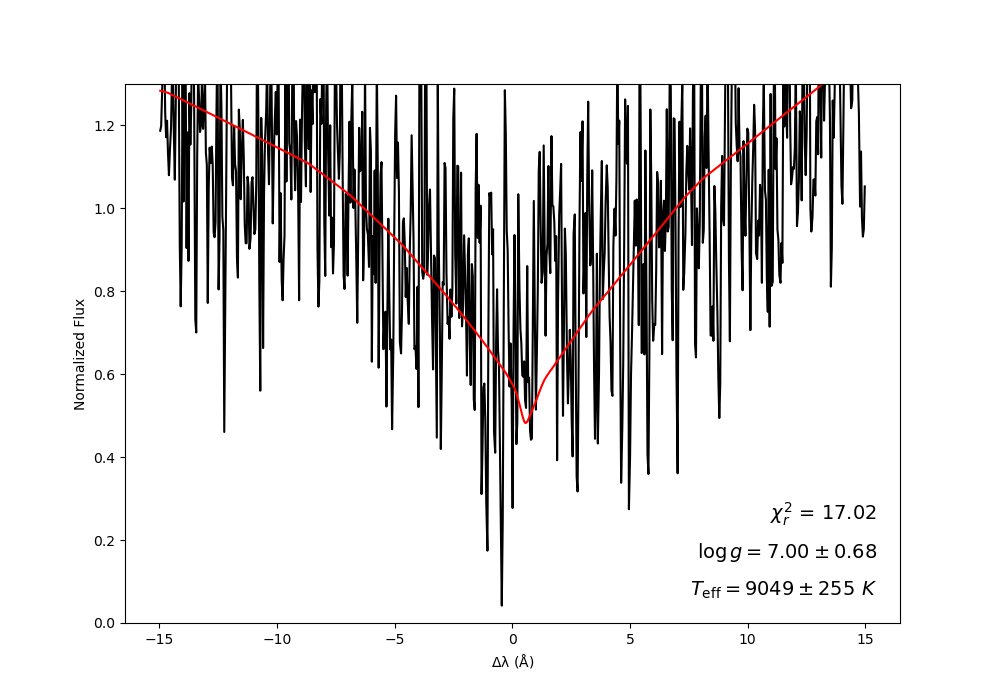 1.2
1.0
0.8
0.6
0.4
0.2
0.0
Normalized Flux
χ²ᵣ = 17.02
log g = 7.00 ± 0.68
T_eff = 9049 ± 255 K
−15 −10 −5 0 5 10 15
Δλ (Å)